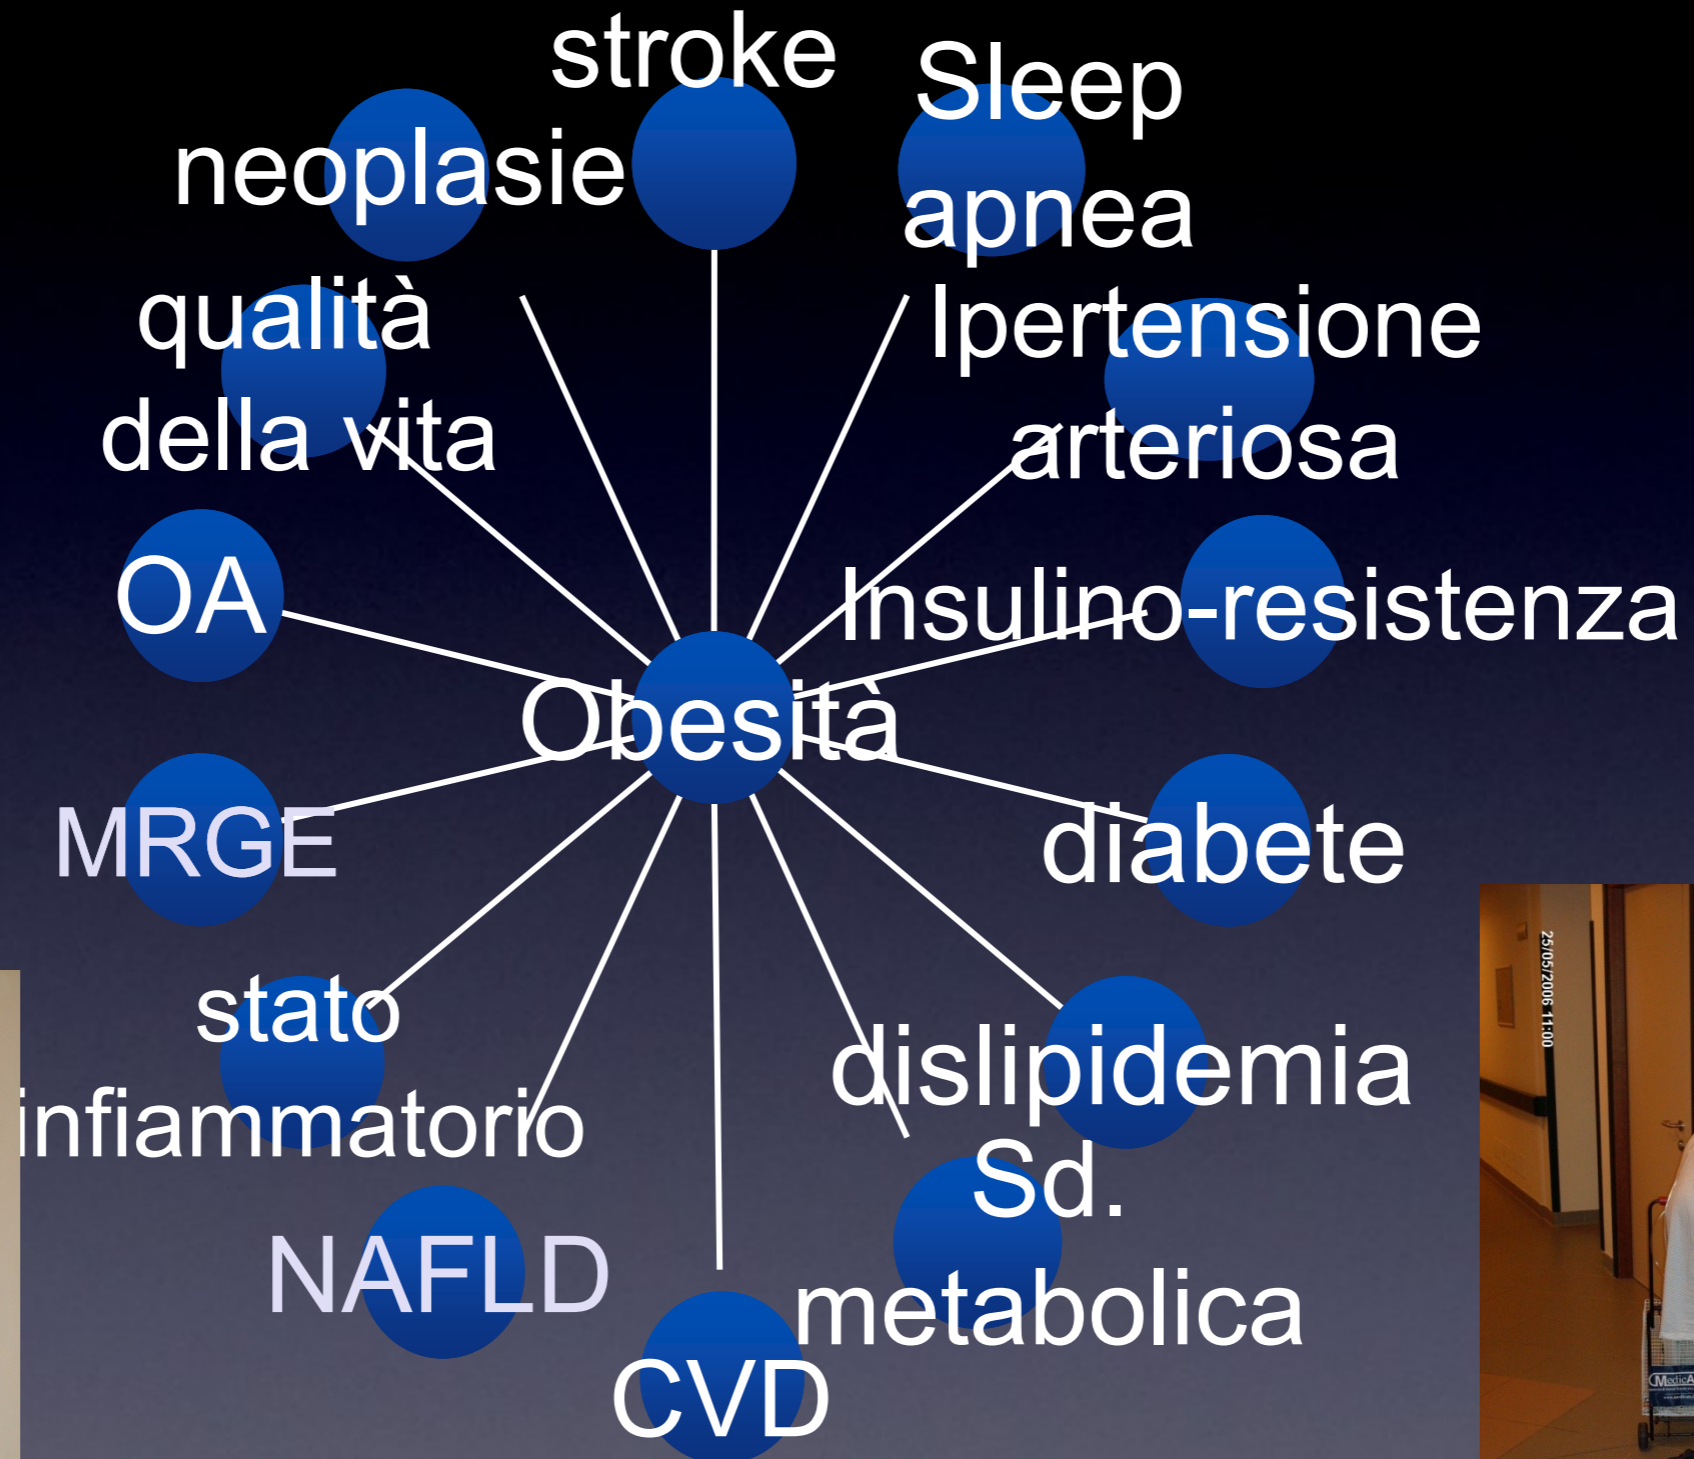 stroke
Sleep
apnea
neoplasie
qualità
della vita
Ipertensione
arteriosa
OA
Insulino-resistenza
Obesità
MRGE
diabete
stato
infiammatorio
dislipidemia
Sd.
metabolica
NAFLD
CVD
25/05/2006 11:00